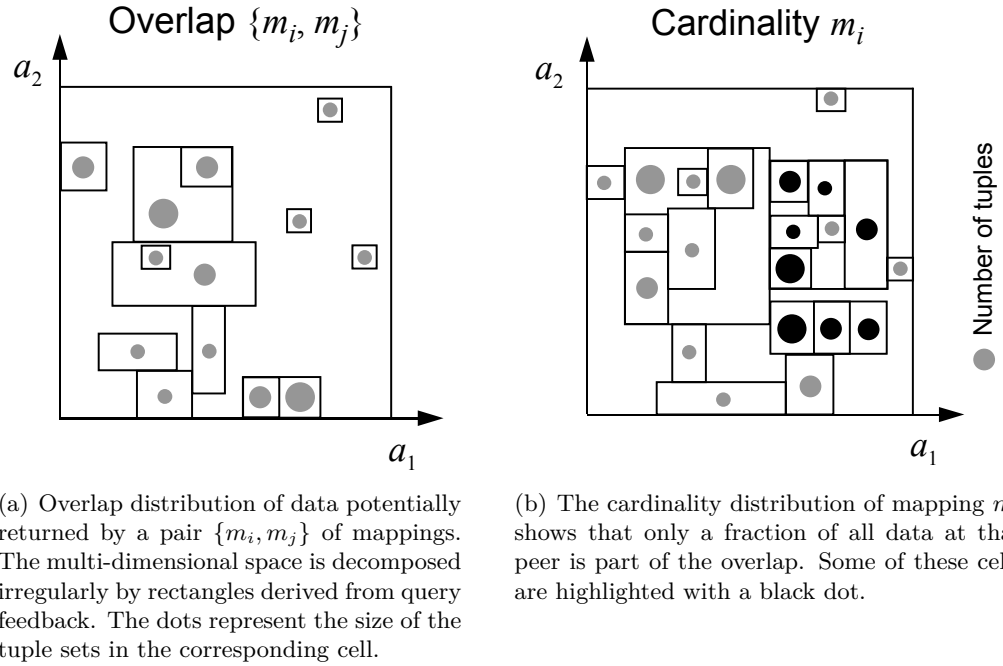 Overlap {m_i, m_j}
a_2
a_1
(a) Overlap distribution of data potentially
returned by a pair {m_i, m_j} of mappings.
The multi-dimensional space is decomposed
irregularly by rectangles derived from query
feedback. The dots represent the size of the
tuple sets in the corresponding cell.
Cardinality m_i
a_2
a_1
Number of tuples
(b) The cardinality distribution of mapping
shows that only a fraction of all data at
peer is part of the overlap. Some of these
are highlighted with a black dot.